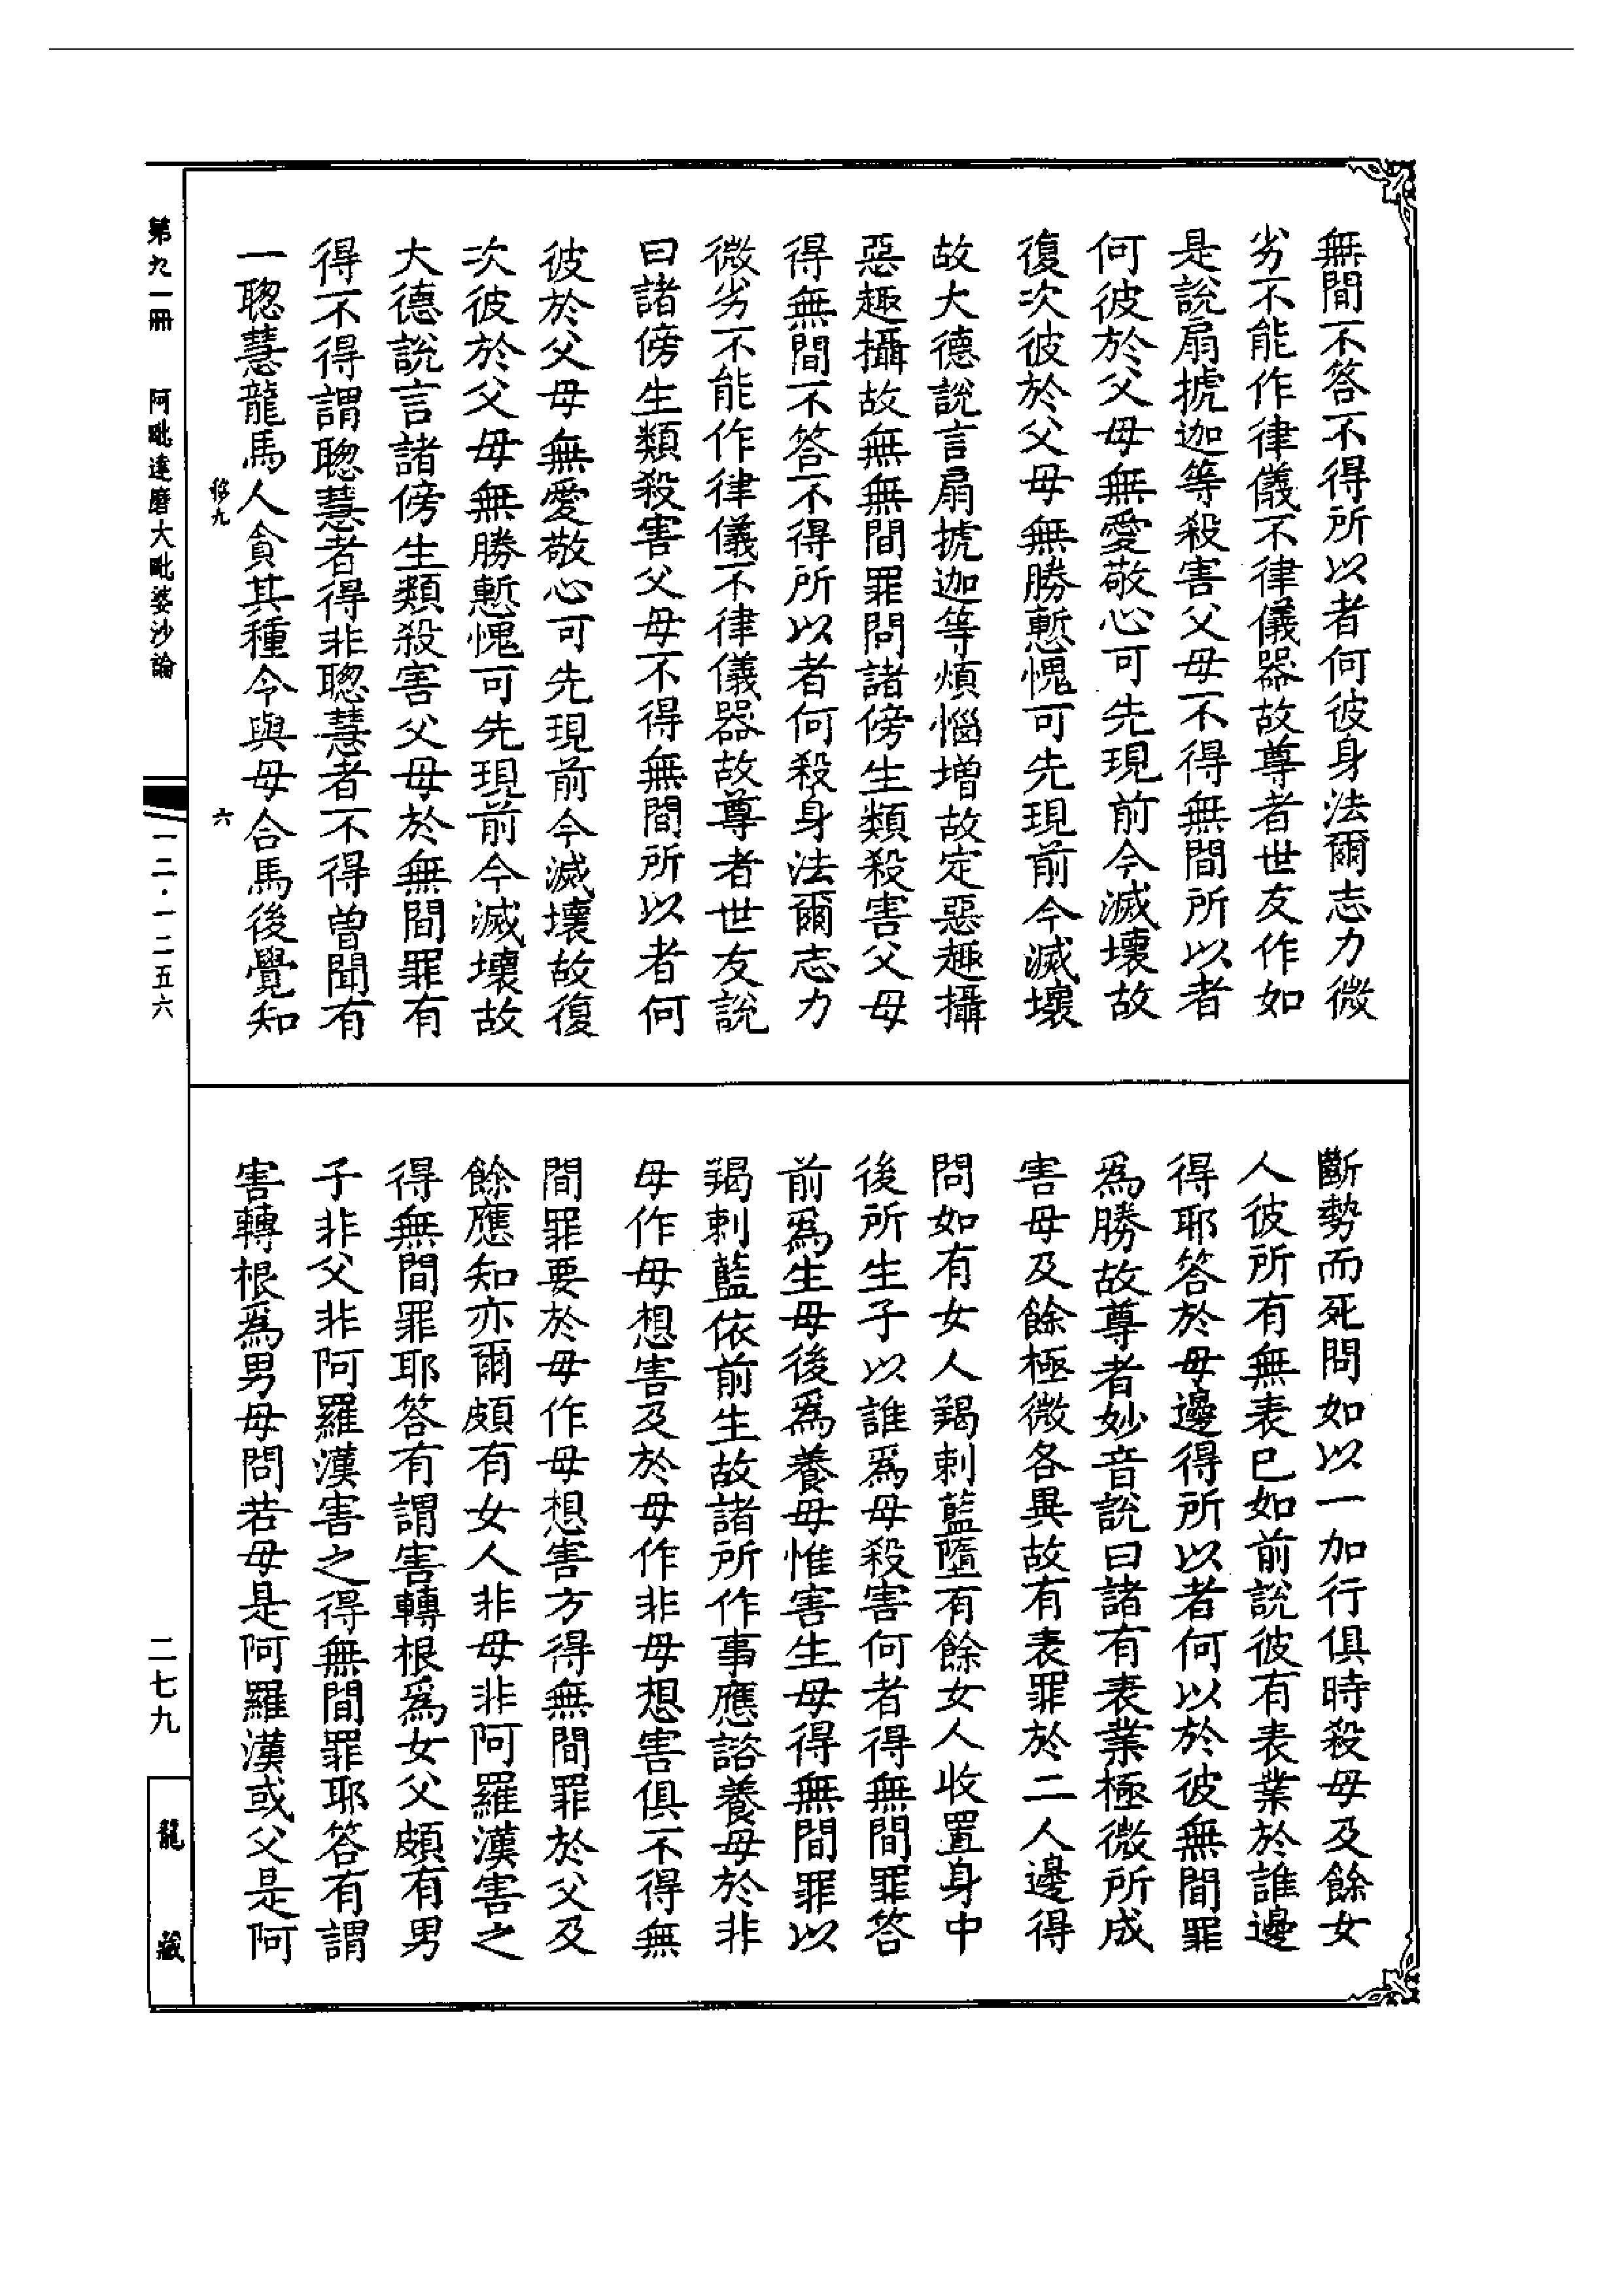 無間不答不得所以者何彼身法爾志力微
劣不能作律儀不律儀器故尊者世友作如
是說扇搋迦等殺害父母不得無間所以者
何彼於父母無愛敬心可先現前今滅壞故
復次彼於父母無勝慙愧可先現前今滅壞
故大德說言扇搋迦等煩惱增故定惡趣攝
惡趣攝故無無間罪問諸傍生類殺害父母
得無間不答不得所以者何殺身法爾志力
微劣不能作律儀不律儀器故尊者世友說
曰諸傍生類殺害父母不得無間所以者何
彼於父母無愛敬心可先現前今滅壞故復
次彼於父母無勝慙愧可先現前今滅壞故
大德說言諸傍生類殺害父母於無間罪有
得不得謂聰慧者得非聰慧者不得曾聞有
一聰慧龍馬人貪其種令與母合馬後覺知
斷勢而死問如以一加行俱時殺母及餘女
人彼所有無表已如前說彼有表業於誰邊
得耶答於母邊得所以者何以於彼無間罪
爲勝故尊者妙音說曰諸有表業極微所成
害母及餘極微各異故有表罪於二人邊得
問如有女人羯剌藍墮有餘女人收置身中
後所生子以誰爲母殺害何者得無間罪答
前爲生母後爲養母惟害生母得無間罪以
羯剌藍依前生故諸所作事應諮養母於非
母作母想害及於母作非母想害俱不得無
間罪要於母作母想害方得無間罪於父及
餘應知亦爾頗有女人非母非阿羅漢害之
得無間罪耶答有謂害轉根爲女父頗有男
子非父非阿羅漢害之得無間罪耶答有謂
害轉根爲男母問若母是阿羅漢或父是阿
移九
六
第九一冊
阿毗達磨大毗婆沙論
一二·一二五六
二七九
龍藏